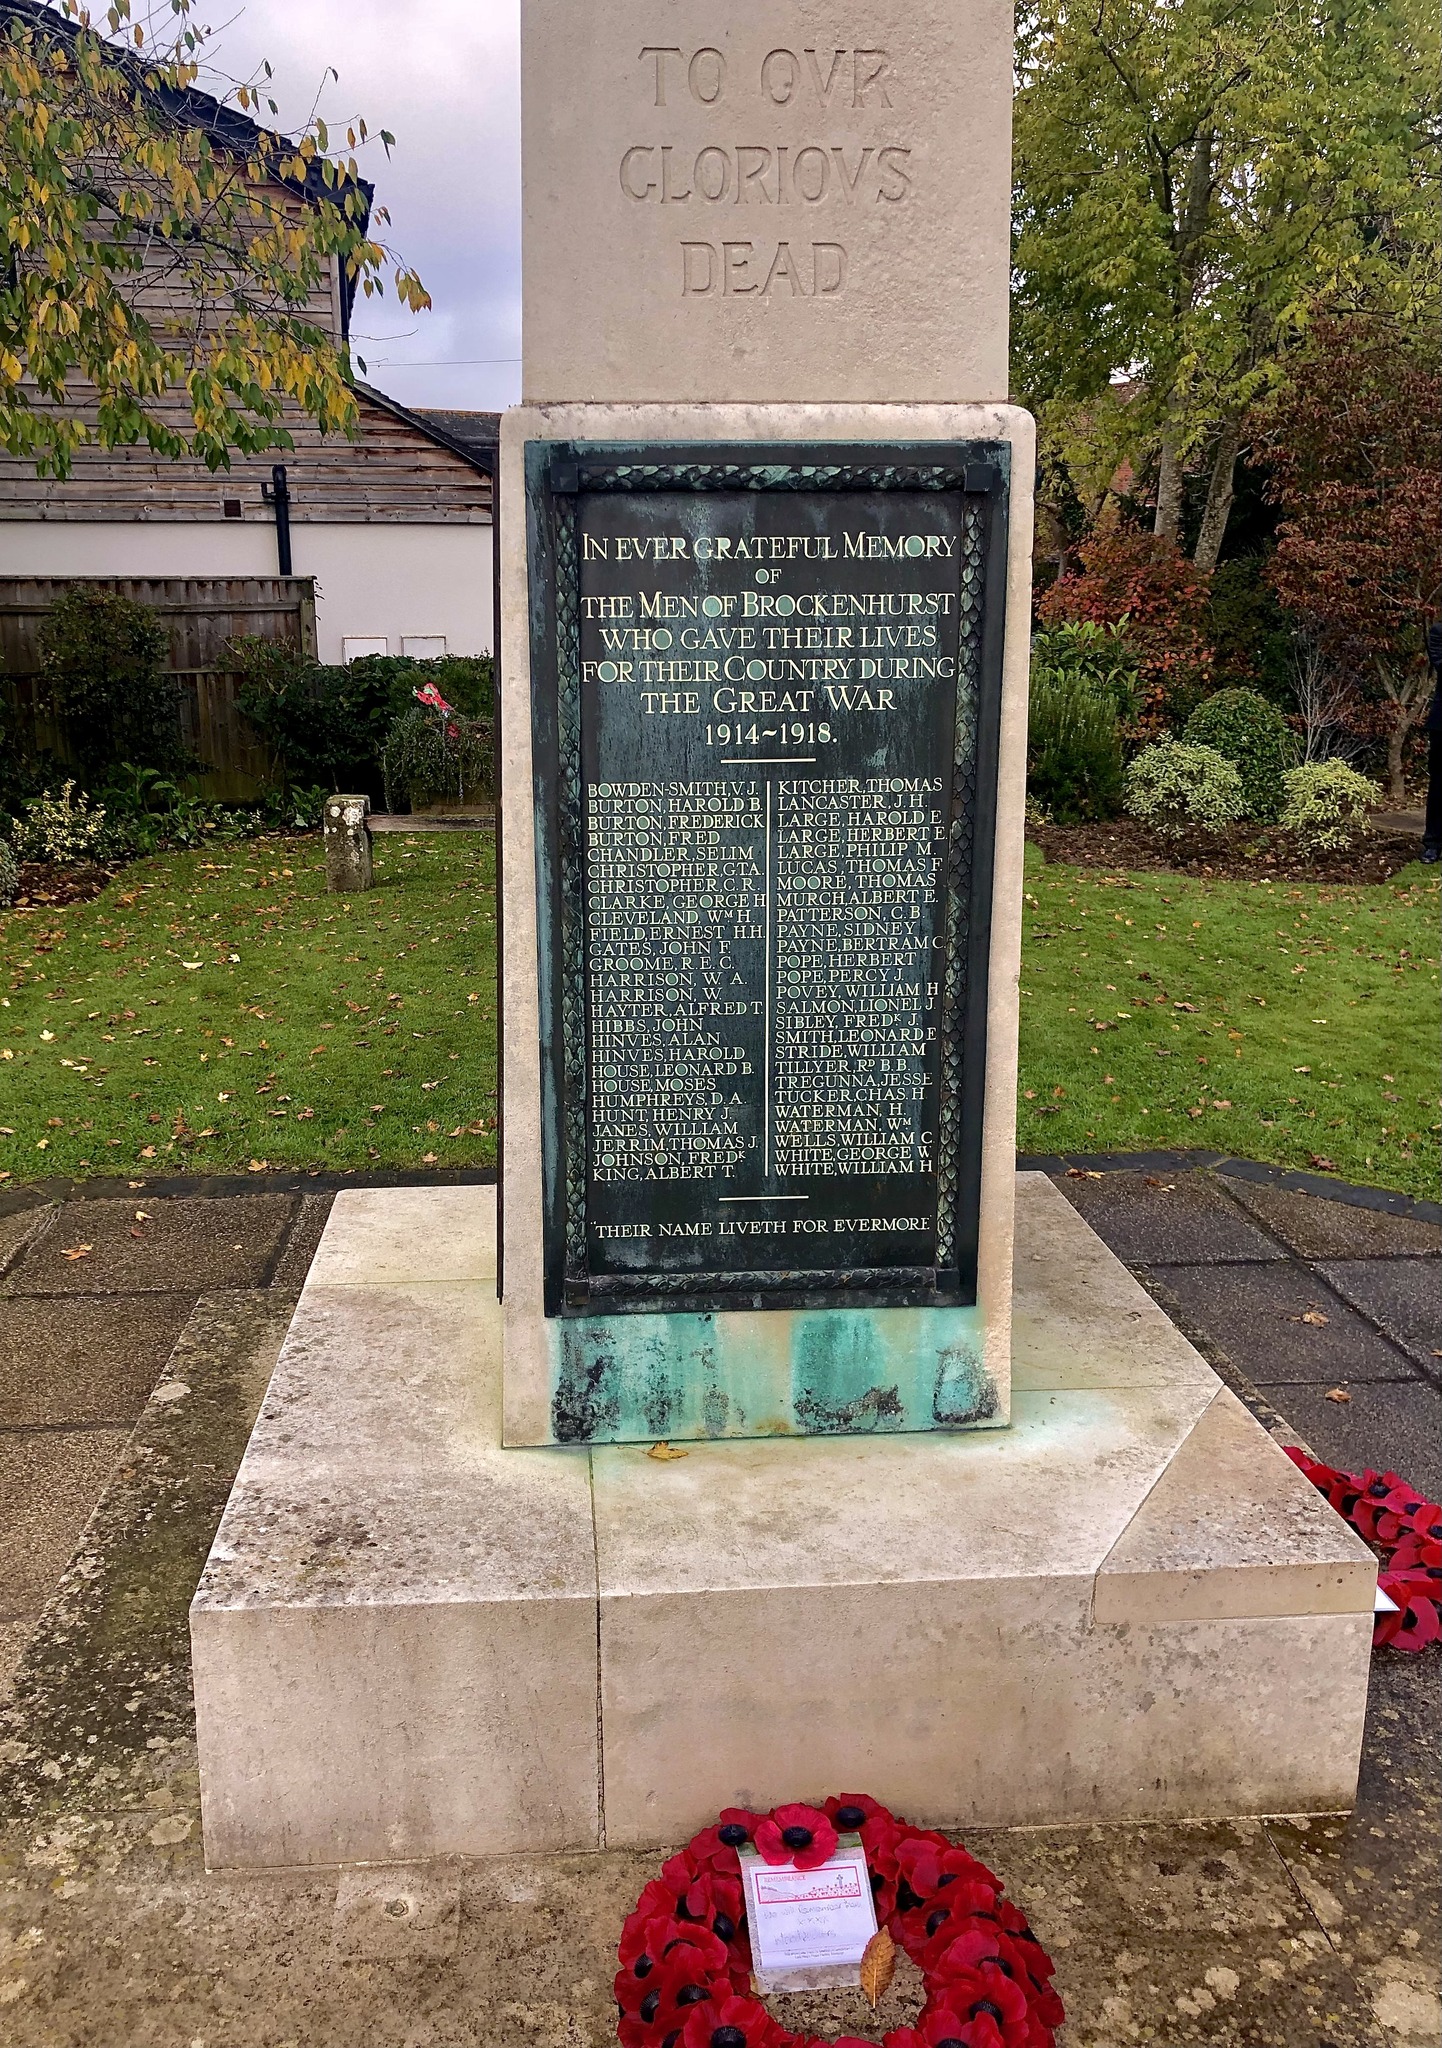 TO OVR
GLORIOVS
DEAD
IN EVER GRATEFUL MEMORY
OF
THE MEN OF BROCKENHURST
WHO GAVE THEIR LIVES
FOR THEIR COUNTRY DURING
THE GREAT WAR
1914~1918.
BOWDEN-SMITH, V. J.
BURTON, HAROLD B.
BURTON, FREDERICK
BURTON, FRED
CHANDLER, SELIM
CHRISTOPHER, G.T.A.
CHRISTOPHER, C. R.
CLARKE, GEORGE H
CLEVELAND, Wᴹ H.
FIELD, ERNEST H.H.
GATES, JOHN F.
GROOME, R. E. C.
HARRISON, W. A.
HARRISON, W.
HAYTER, ALFRED T.
HIBBS, JOHN
HINVES, ALAN
HINVES, HAROLD
HOUSE, LEONARD B.
HOUSE, MOSES
HUMPHREYS, D. A.
HUNT, HENRY J.
JANES, WILLIAM
JERRIM, THOMAS J.
JOHNSON, FREDᴷ
KING, ALBERT T.
KITCHER, THOMAS
LANCASTER, J. H.
LARGE, HAROLD E.
LARGE, HERBERT E.
LARGE, PHILIP M.
LUCAS, THOMAS F.
MOORE, THOMAS
MURCH, ALBERT E.
PATTERSON, C. B.
PAYNE, SIDNEY
PAYNE, BERTRAM C
POPE, HERBERT
POPE, PERCY J.
POVEY, WILLIAM H
SALMON, LIONEL J.
SIBLEY, FREDᴷ J.
SMITH, LEONARD E
STRIDE, WILLIAM
TILLYER, Rᴰ B. B.
TREGUNNA, JESSE
TUCKER, CHAS. H.
WATERMAN, H.
WATERMAN, Wᴹ
WELLS, WILLIAM C.
WHITE, GEORGE W.
WHITE, WILLIAM H
"THEIR NAME LIVETH FOR EVERMORE"
REMEMBRANCE